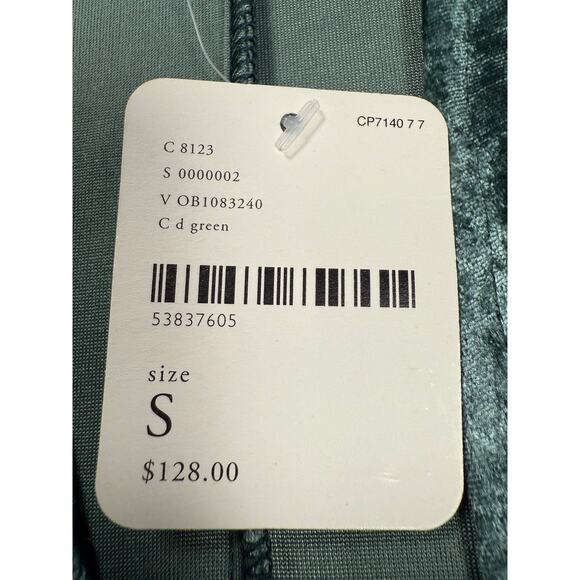 CP7140 7 7
C 8123
S 0000002
V OB1083240
C d green
53837605
size
S
$128.00